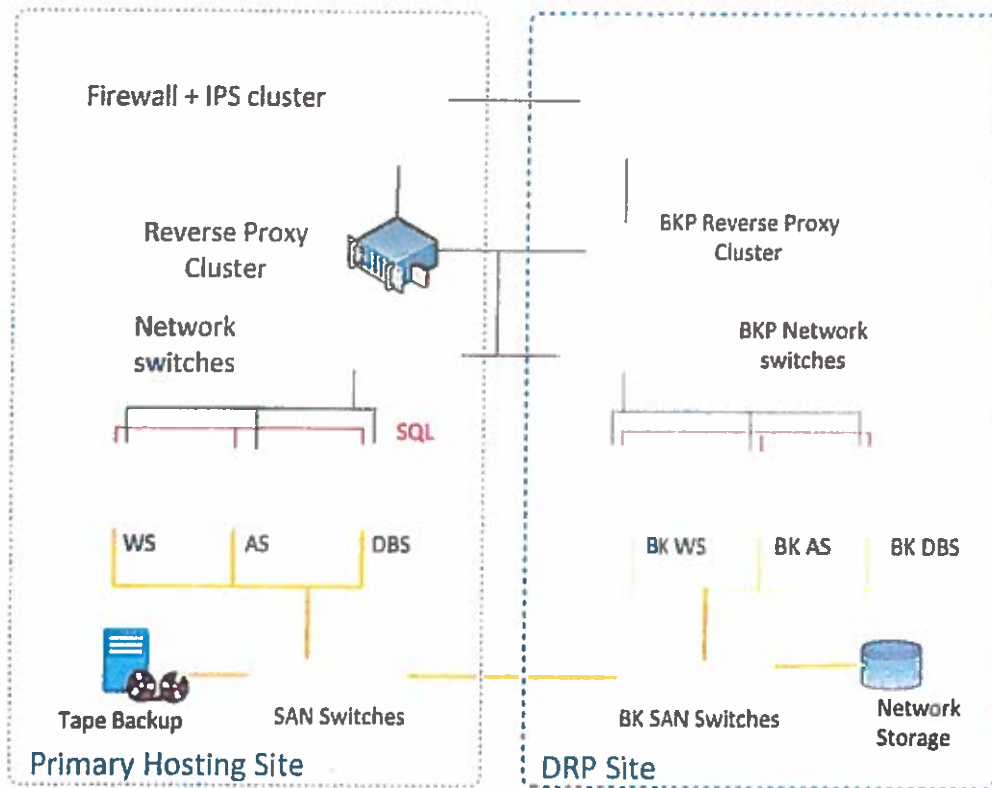 Firewall + IPS cluster
Reverse Proxy
Cluster
BKP Reverse Proxy
Cluster
Network
switches
BKP Network
switches
SQL
WS
AS
DBS
BK WS
BK AS
BK DBS
Tape Backup
SAN Switches
BK SAN Switches
Network
Storage
Primary Hosting Site
DRP Site